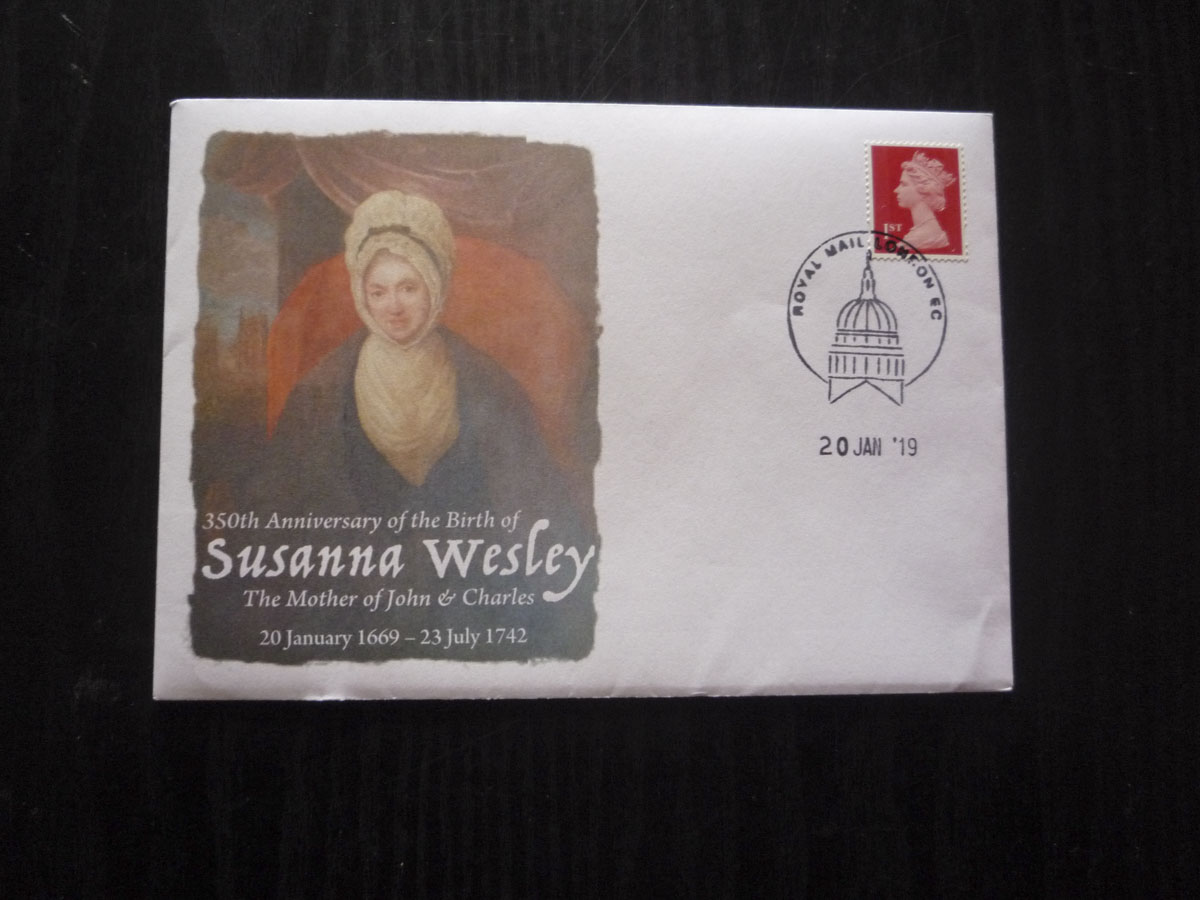 350th Anniversary of the Birth of
Susanna Wesley
The Mother of John & Charles
20 January 1669 – 23 July 1742
1ST
ROYAL MAIL LONDON EC
20 JAN '19